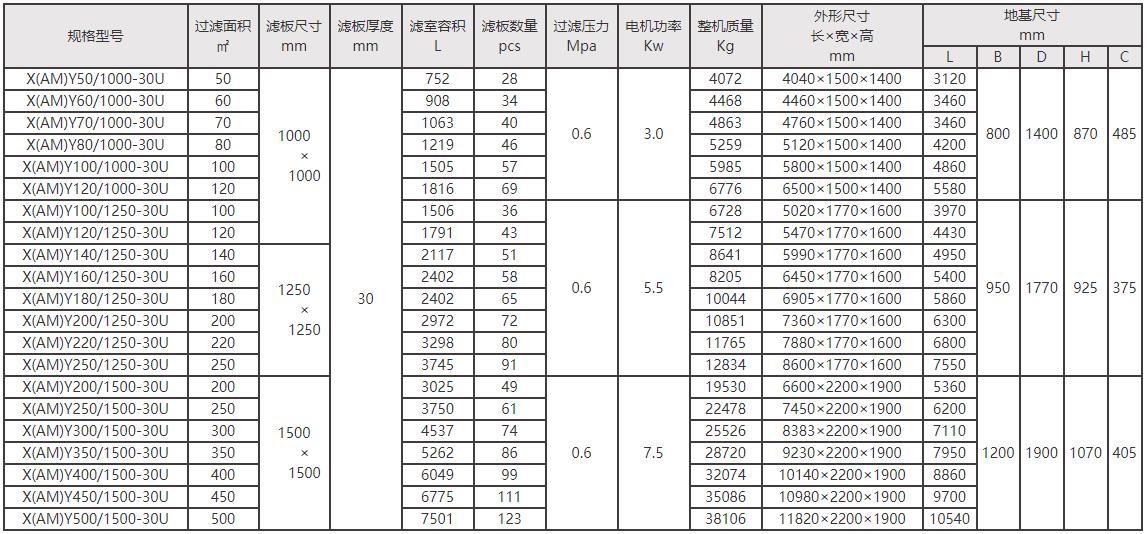 规格型号 过滤面积 ㎡ 滤板尺寸 mm 滤板厚度 mm 滤室容积 L 滤板数量 pcs 过滤压力 Mpa 电机功率 Kw 整机质量 Kg 外形尺寸 长×宽×高 mm 地基尺寸 mm
L B D H C
X(AM)Y50/1000-30U 50 752 28 4072 4040×1500×1400 3120
X(AM)Y60/1000-30U 60 908 34 4468 4460×1500×1400 3460
X(AM)Y70/1000-30U 70 1063 40 4863 4760×1500×1400 3460
1000 × 1000 0.6 3.0 800 1400 870 485
X(AM)Y80/1000-30U 80 1219 46 5259 5120×1500×1400 4200
X(AM)Y100/1000-30U 100 1505 57 5985 5800×1500×1400 4860
X(AM)Y120/1000-30U 120 1816 69 6776 6500×1500×1400 5580
X(AM)Y100/1250-30U 100 1506 36 6728 5020×1770×1600 3970
X(AM)Y120/1250-30U 120 1791 43 7512 5470×1770×1600 4430
X(AM)Y140/1250-30U 140 2117 51 8641 5990×1770×1600 4950
X(AM)Y160/1250-30U 160 2402 58 8205 6450×1770×1600 5400
1250 × 1250 30 0.6 5.5 950 1770 925 375
X(AM)Y180/1250-30U 180 2402 65 10044 6905×1770×1600 5860
X(AM)Y200/1250-30U 200 2972 72 10851 7360×1770×1600 6300
X(AM)Y220/1250-30U 220 3298 80 11765 7880×1770×1600 6800
X(AM)Y250/1250-30U 250 3745 91 12834 8600×1770×1600 7550
X(AM)Y200/1500-30U 200 3025 49 19530 6600×2200×1900 5360
X(AM)Y250/1500-30U 250 3750 61 22478 7450×2200×1900 6200
X(AM)Y300/1500-30U 300 4537 74 25526 8383×2200×1900 7110
X(AM)Y350/1500-30U 350 5262 86 28720 9230×2200×1900 7950
1500 × 1500 0.6 7.5 1200 1900 1070 405
X(AM)Y400/1500-30U 400 6049 99 32074 10140×2200×1900 8860
X(AM)Y450/1500-30U 450 6775 111 35086 10980×2200×1900 9700
X(AM)Y500/1500-30U 500 7501 123 38106 11820×2200×1900 10540